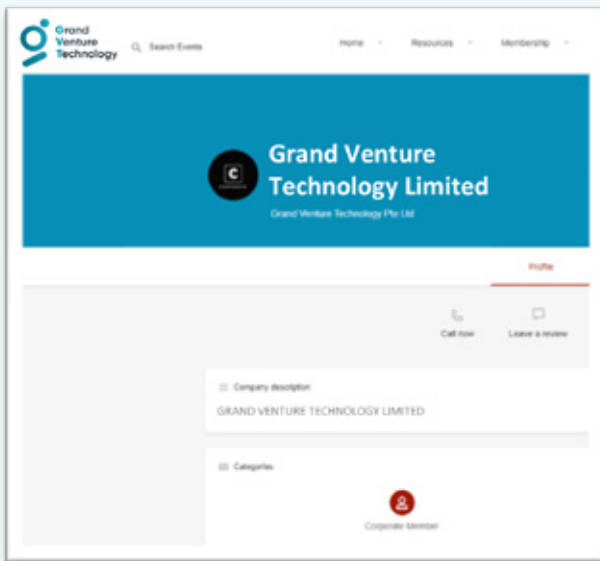 Grand
Venture
Technology
Search Events
Home
Resources
Membership
C
Grand Venture
Technology Limited
Grand Venture Technology Pte Ltd
Profile
Call now
Leave a review
Company description
GRAND VENTURE TECHNOLOGY LIMITED
Categories
Corporate Member